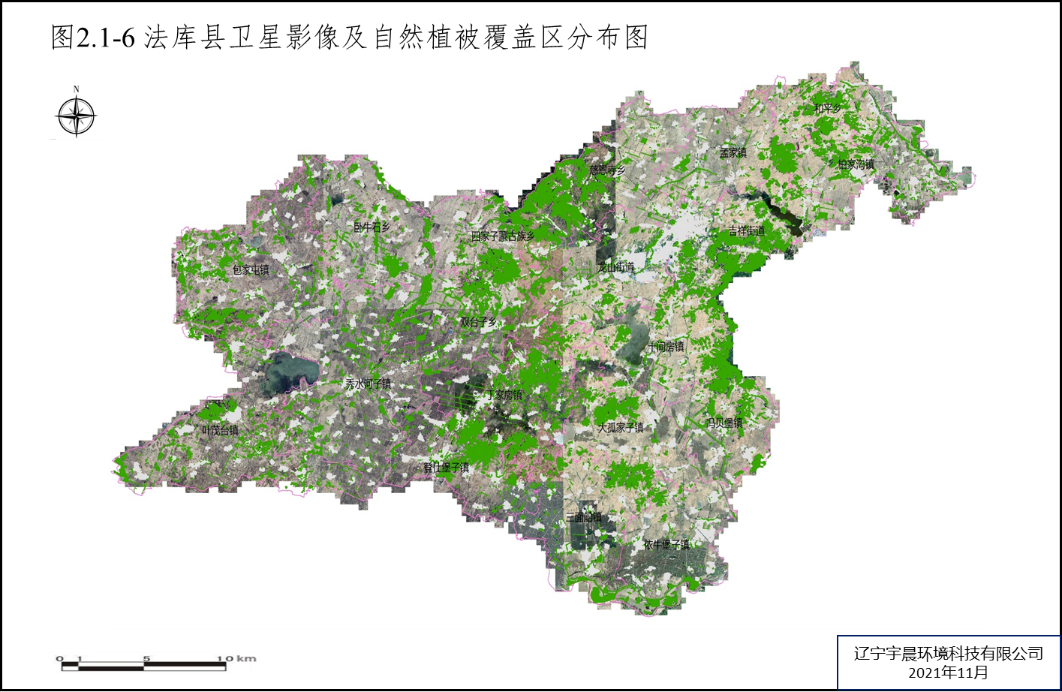 图2.1-6 法库县卫星影像及自然植被覆盖区分布图
N
和平乡
孟家镇
柏家沟镇
慈恩寺乡
卧牛石乡
四家子蒙古族乡
吉祥街道
包家屯镇
龙山街道
双台子乡
十间房镇
秀水河子镇
丁家房镇
叶茂台镇
大孤家子镇
冯贝堡镇
登仕堡子镇
三面船镇
依牛堡子镇
0 1 5 10 km
辽宁宇晨环境科技有限公司
2021年11月